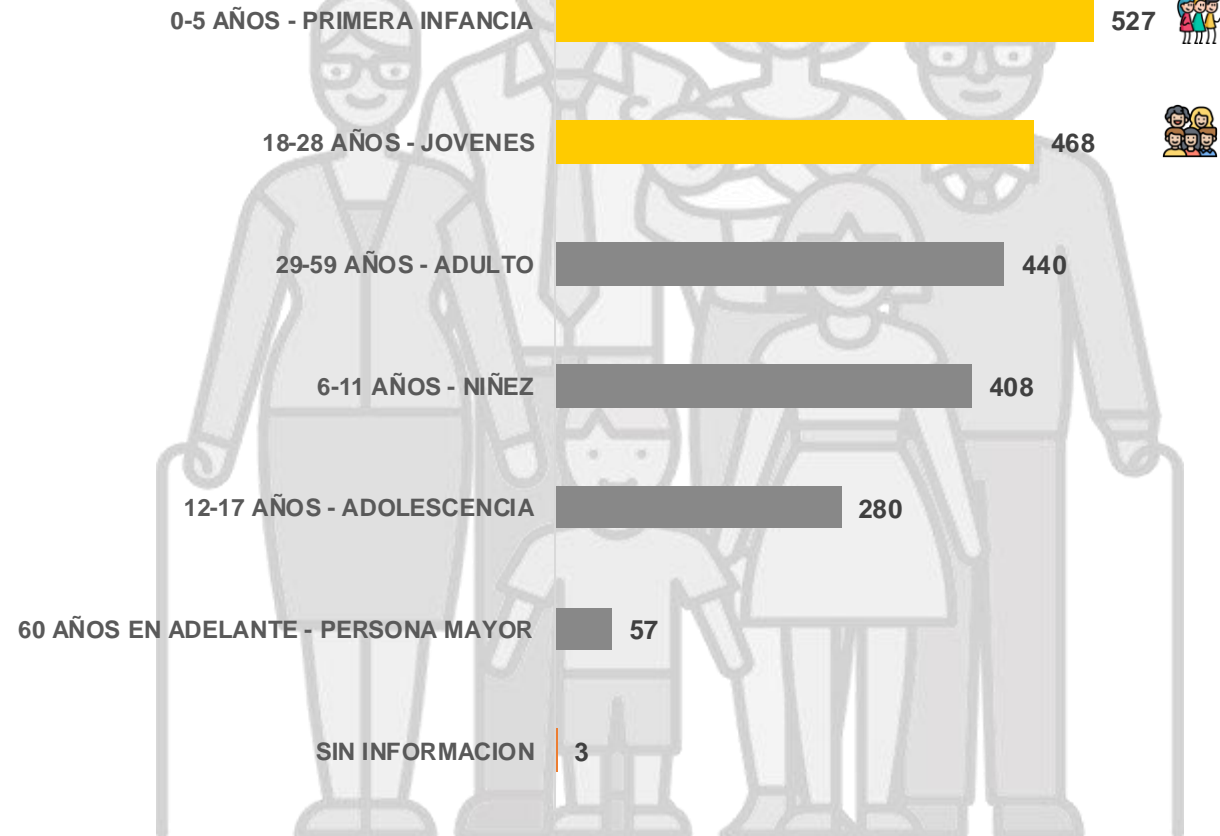 0-5 AÑOS - PRIMERA INFANCIA 527
18-28 AÑOS - JOVENES 468
29-59 AÑOS - ADULTO 440
6-11 AÑOS - NIÑEZ 408
12-17 AÑOS - ADOLESCENCIA 280
60 AÑOS EN ADELANTE - PERSONA MAYOR 57
SIN INFORMACION 3